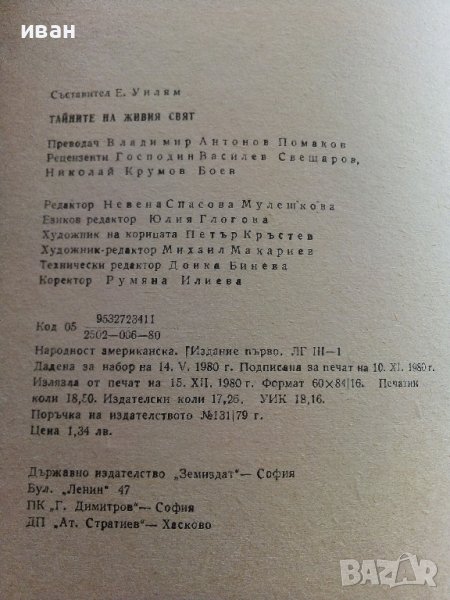 иван
Съставител Е. Уилям
ТАЙНИТЕ НА ЖИВИЯ СВЯТ
Преводач Владимир Антонов Помаков
Рецензенти Господин Василев Свещаров,
Николай Крумов Боев
Редактор Невена Спасова Мулешкова
Езиков редактор Юлия Глогова
Художник на корицата Петър Кръстев
Художник-редактор Михаил Макариев
Технически редактор Донка Бинева
Коректор Румяна Илиева
9532723411
Код 05
2502—006—80
Народност американска. Издание първо. ЛГ III—1
Дадена за набор на 14. V. 1980 г. Подписана за печат на 10. XI. 1980 г.
Излязла от печат на 15. XII. 1980 г. Формат 60×84/16. Печатни
коли 18,50. Издателски коли 17,26. УИК 18,16.
Поръчка на издателството №131/79 г.
Цена 1,34 лв.
Държавно издателство „Земиздат“ — София
Бул. „Ленин“ 47
ПК „Г. Димитров“ — София
ДП „Ат. Стратиев“ — Хасково
BAZAR